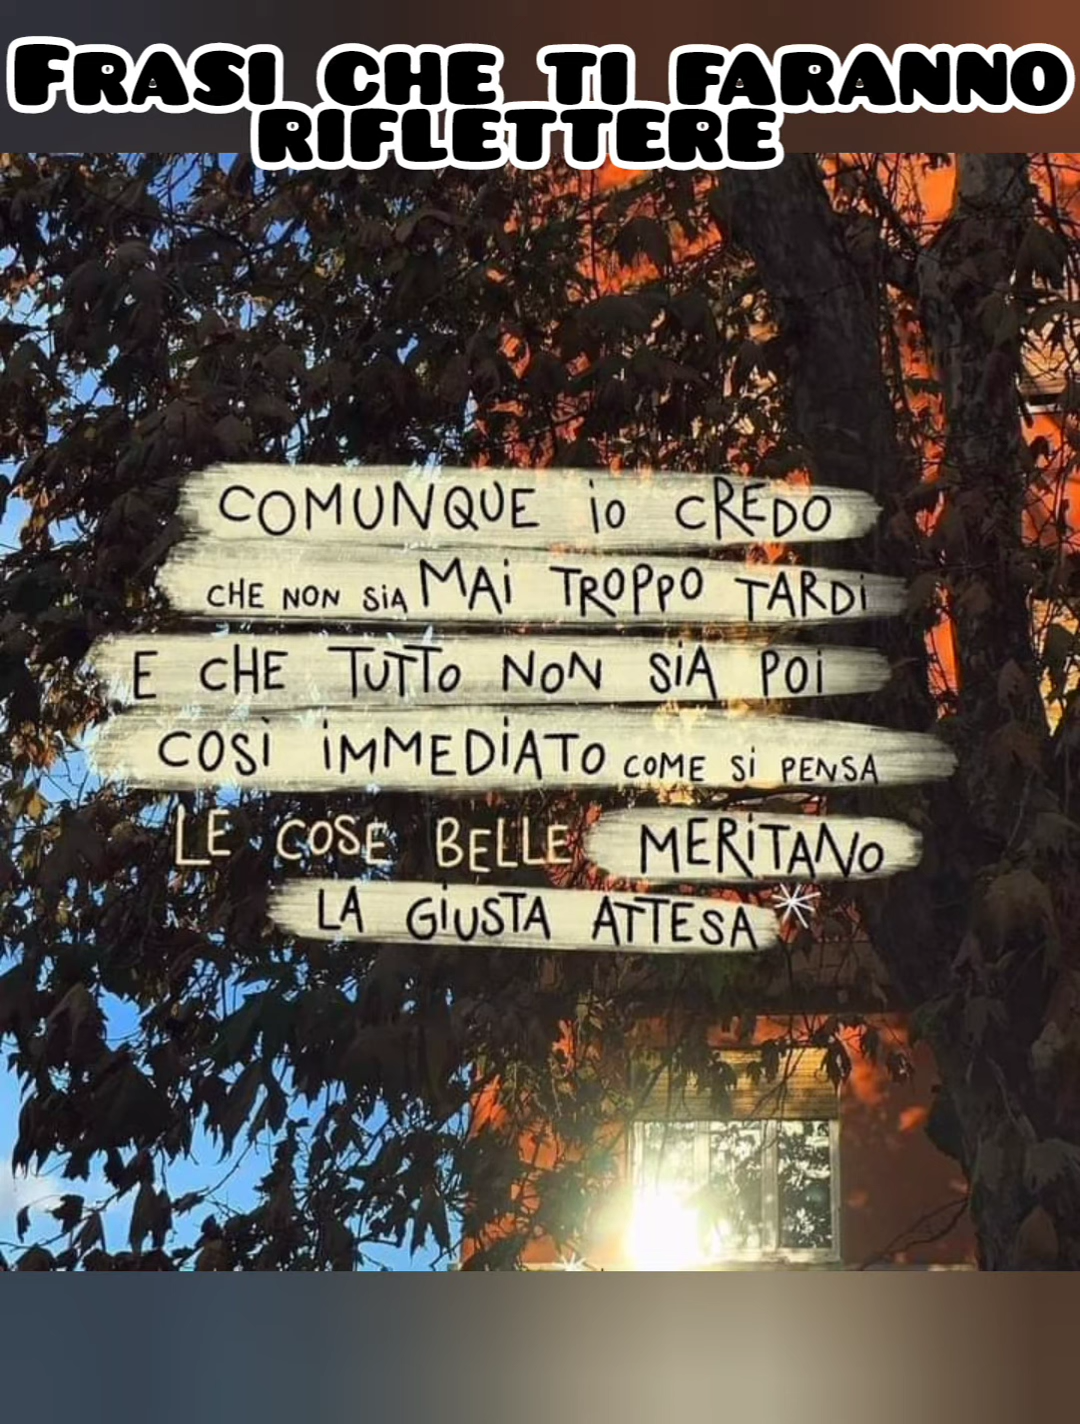 FRASI CHE TI FARANNO
RIFLETTERE
COMUNQUE iO CREDO
CHE NON SiA MAi TROPPO TARDi
E CHE TUTTO NON SiA POi
COSÌ iMMEDiATO COME Si PENSA
LE COSE BELLE MERiTANO
LA GiUSTA ATTESA